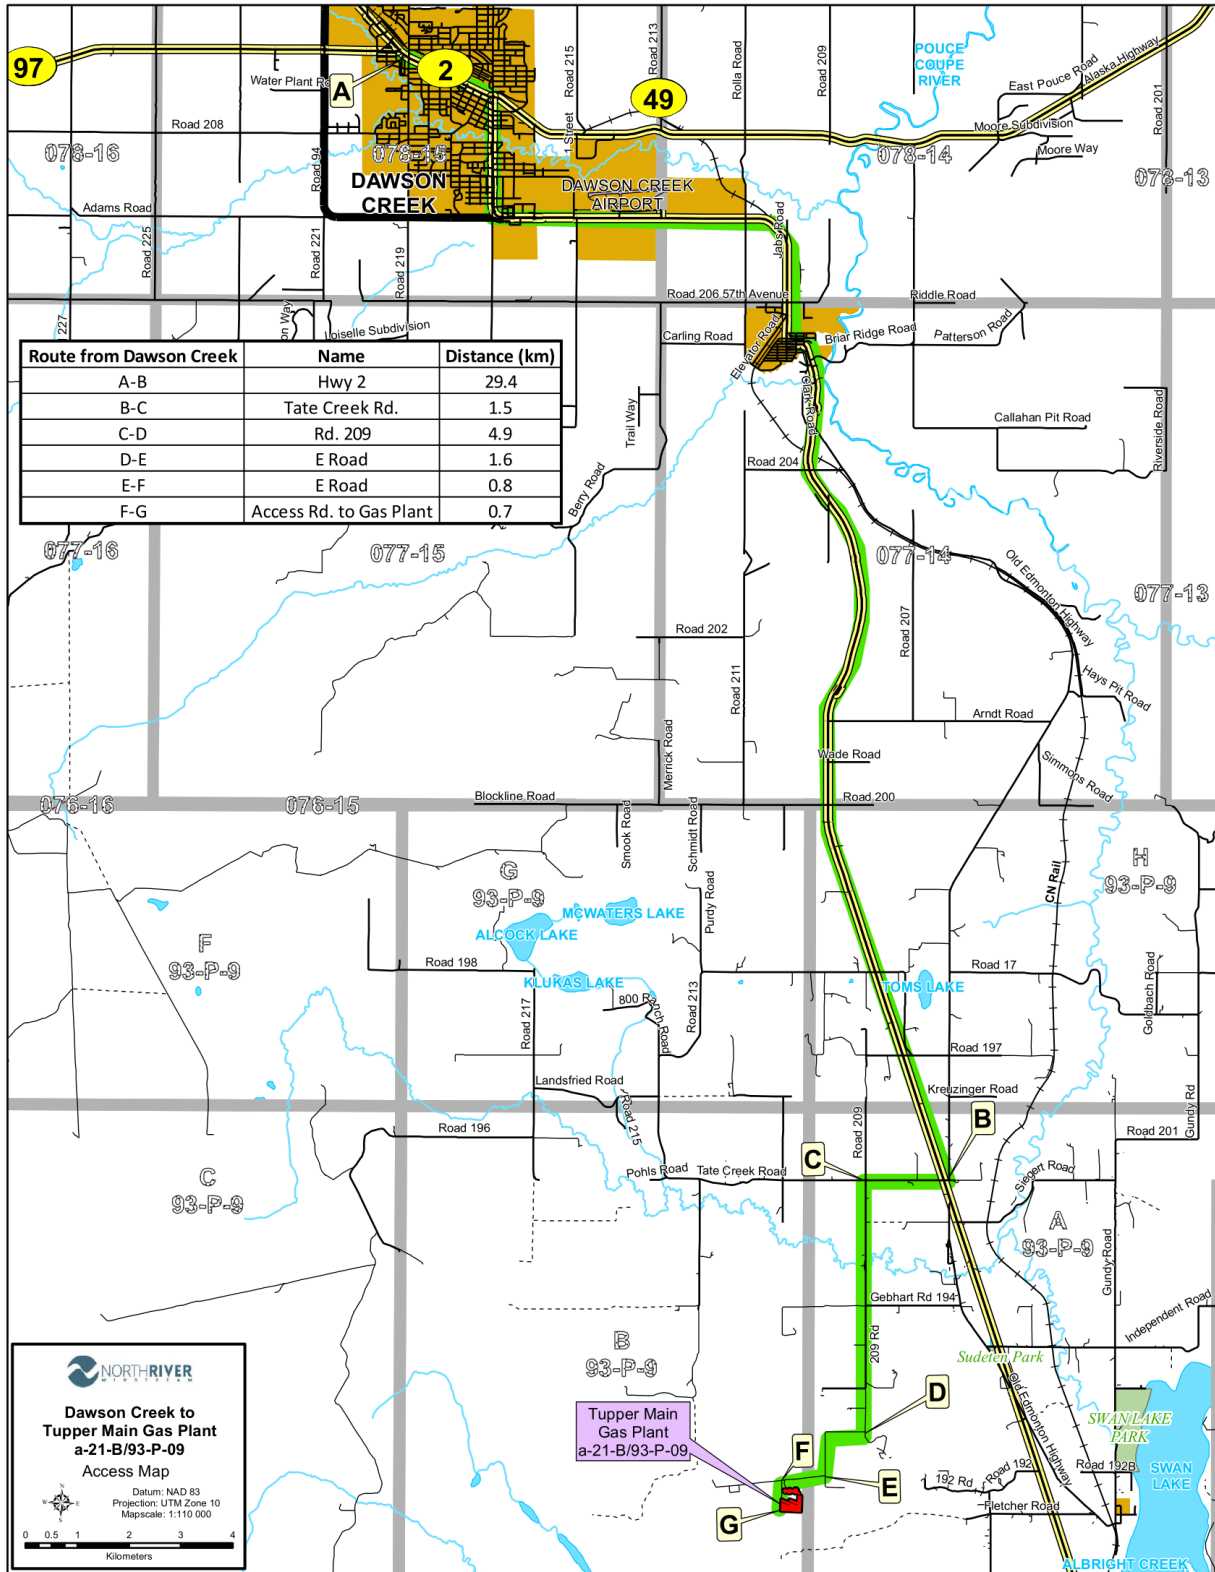 97
2
49
A
POUCE
COUPE
RIVER
East Pouce Road
Alaska Highway
Road 215
Road 213
Rolla Road
Road 209
Road 201
Water Plant Rd
Road 208
Road 94
1 Street
Moore Subdivision
Moore Way
078-16
078-15
078-14
078-13
DAWSON
CREEK
DAWSON CREEK
AIRPORT
Adams Road
Road 225
Road 221
Road 219
Jabs Road
Road 206 57th Avenue
Riddle Road
227
on Way
Loiselle Subdivision
Carling Road
Elevator Road
Briar Ridge Road
Patterson Road
Clark Road
Route from Dawson Creek Name Distance (km)
A-B Hwy 2 29.4
B-C Tate Creek Rd. 1.5
C-D Rd. 209 4.9
D-E E Road 1.6
E-F E Road 0.8
F-G Access Rd. to Gas Plant 0.7
Trail Way
Callahan Pit Road
Riverside Road
Berry Road
Road 204
077-16
077-15
077-14
077-13
Old Edmonton Highway
Road 202
Road 207
Road 211
Hays Pit Road
Arndt Road
Merrick Road
Wade Road
Simmons Road
076-16
076-15
Blockline Road
Road 200
Smook Road
Schmidt Road
CN Rail
G
93-P-9
H
93-P-9
Purdy Road
MCWATERS LAKE
ALCOCK LAKE
F
93-P-9
Road 198
KLUKAS LAKE
TOMS LAKE
Road 17
Goldbach Road
800 Ranch Road
Road 213
Road 217
Road 197
Landsfried Road
Kreuzinger Road
Road 215
Road 209
Gundy Rd
B
Road 196
Road 201
C
Pohls Road
Tate Creek Road
Siegert Road
C
93-P-9
A
93-P-9
Gundy Road
Gebhart Rd 194
Independent Road
B
93-P-9
209 Rd
Sudeten Park
Old Edmonton Highway
D
SWAN LAKE
PARK
Tupper Main
Gas Plant
a-21-B/93-P-09
F
E
G
192 Rd
Road 192
Road 192B
SWAN
LAKE
Fletcher Road
ALBRIGHT CREEK
NORTHRIVER
MIDSTREAM
Dawson Creek to
Tupper Main Gas Plant
a-21-B/93-P-09
Access Map
N
W
E
S
Datum: NAD 83
Projection: UTM Zone 10
Mapscale: 1:110 000
0 0.5 1 2 3 4
Kilometers